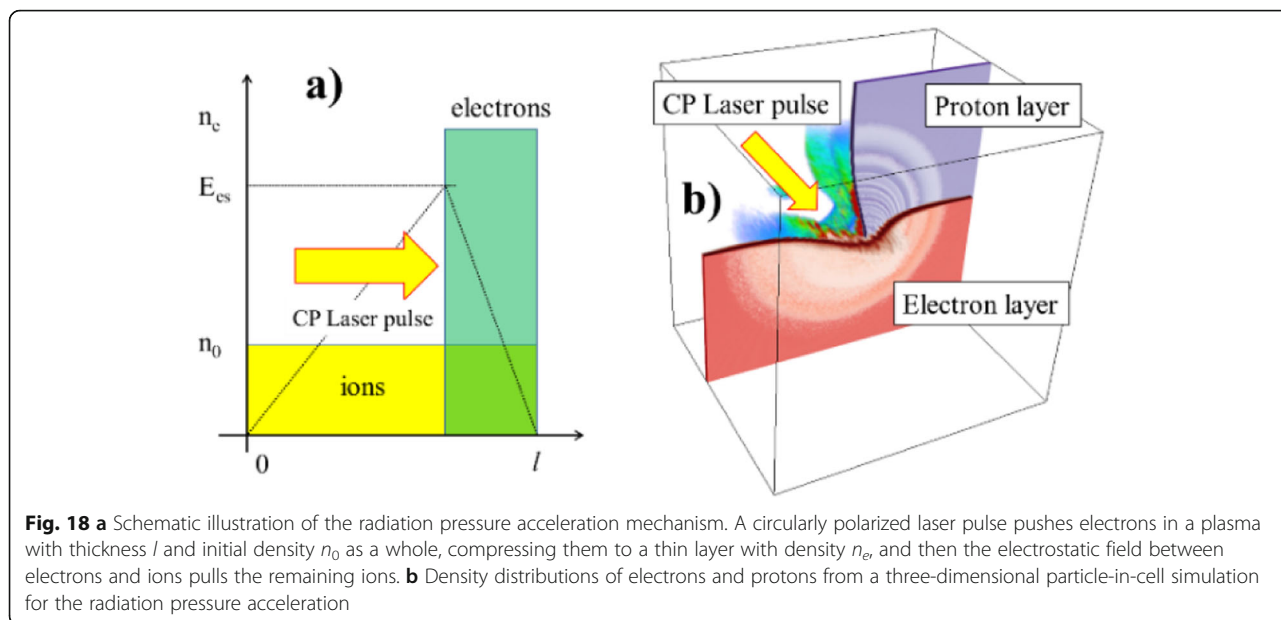 a)
electrons
n_e
E_es
CP Laser pulse
n_0
ions
0
l
CP Laser pulse
Proton layer
b)
Electron layer
Fig. 18 a Schematic illustration of the radiation pressure acceleration mechanism. A circularly polarized laser pulse pushes electrons in a plasma
with thickness l and initial density n_0 as a whole, compressing them to a thin layer with density n_e, and then the electrostatic field between
electrons and ions pulls the remaining ions. b Density distributions of electrons and protons from a three-dimensional particle-in-cell simulation
for the radiation pressure acceleration